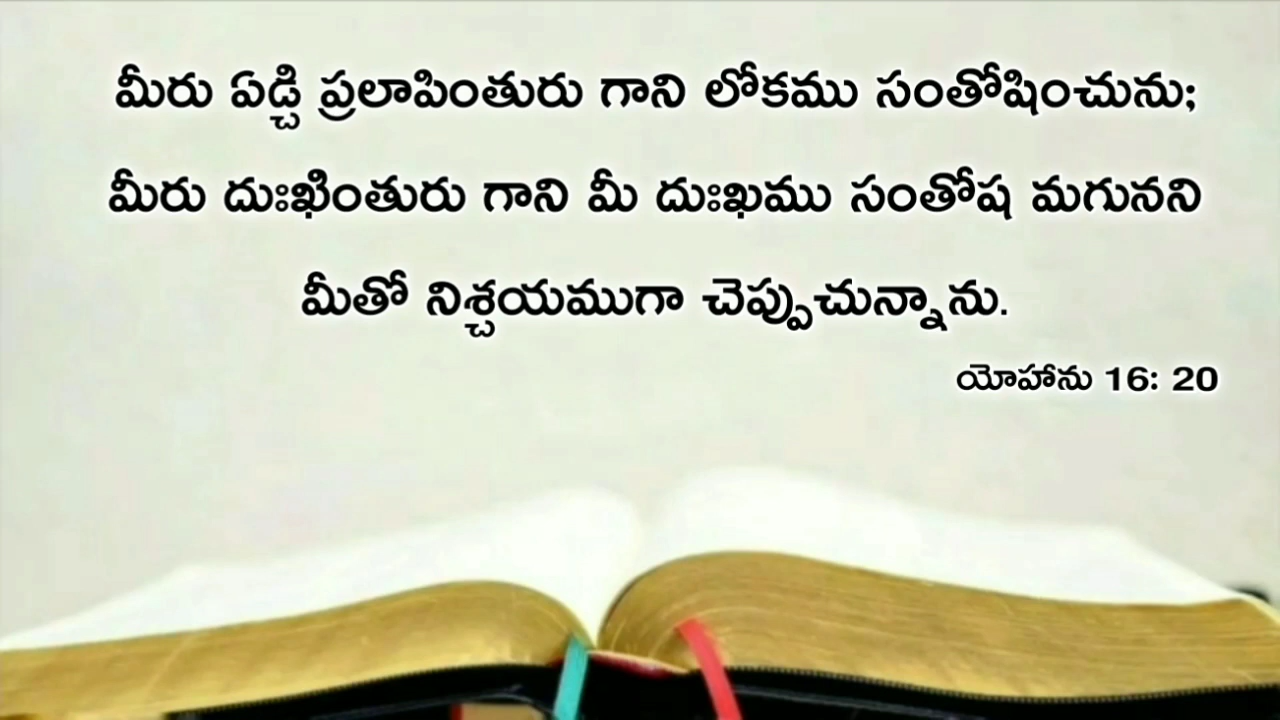 మీరు ఏడ్చి ప్రలాపింతురు గాని లోకము సంతోషించును;
మీరు దుఃఖింతురు గాని మీ దుఃఖము సంతోష మగునని
మీతో నిశ్చయముగా చెప్పుచున్నాను.
యోహాను 16: 20